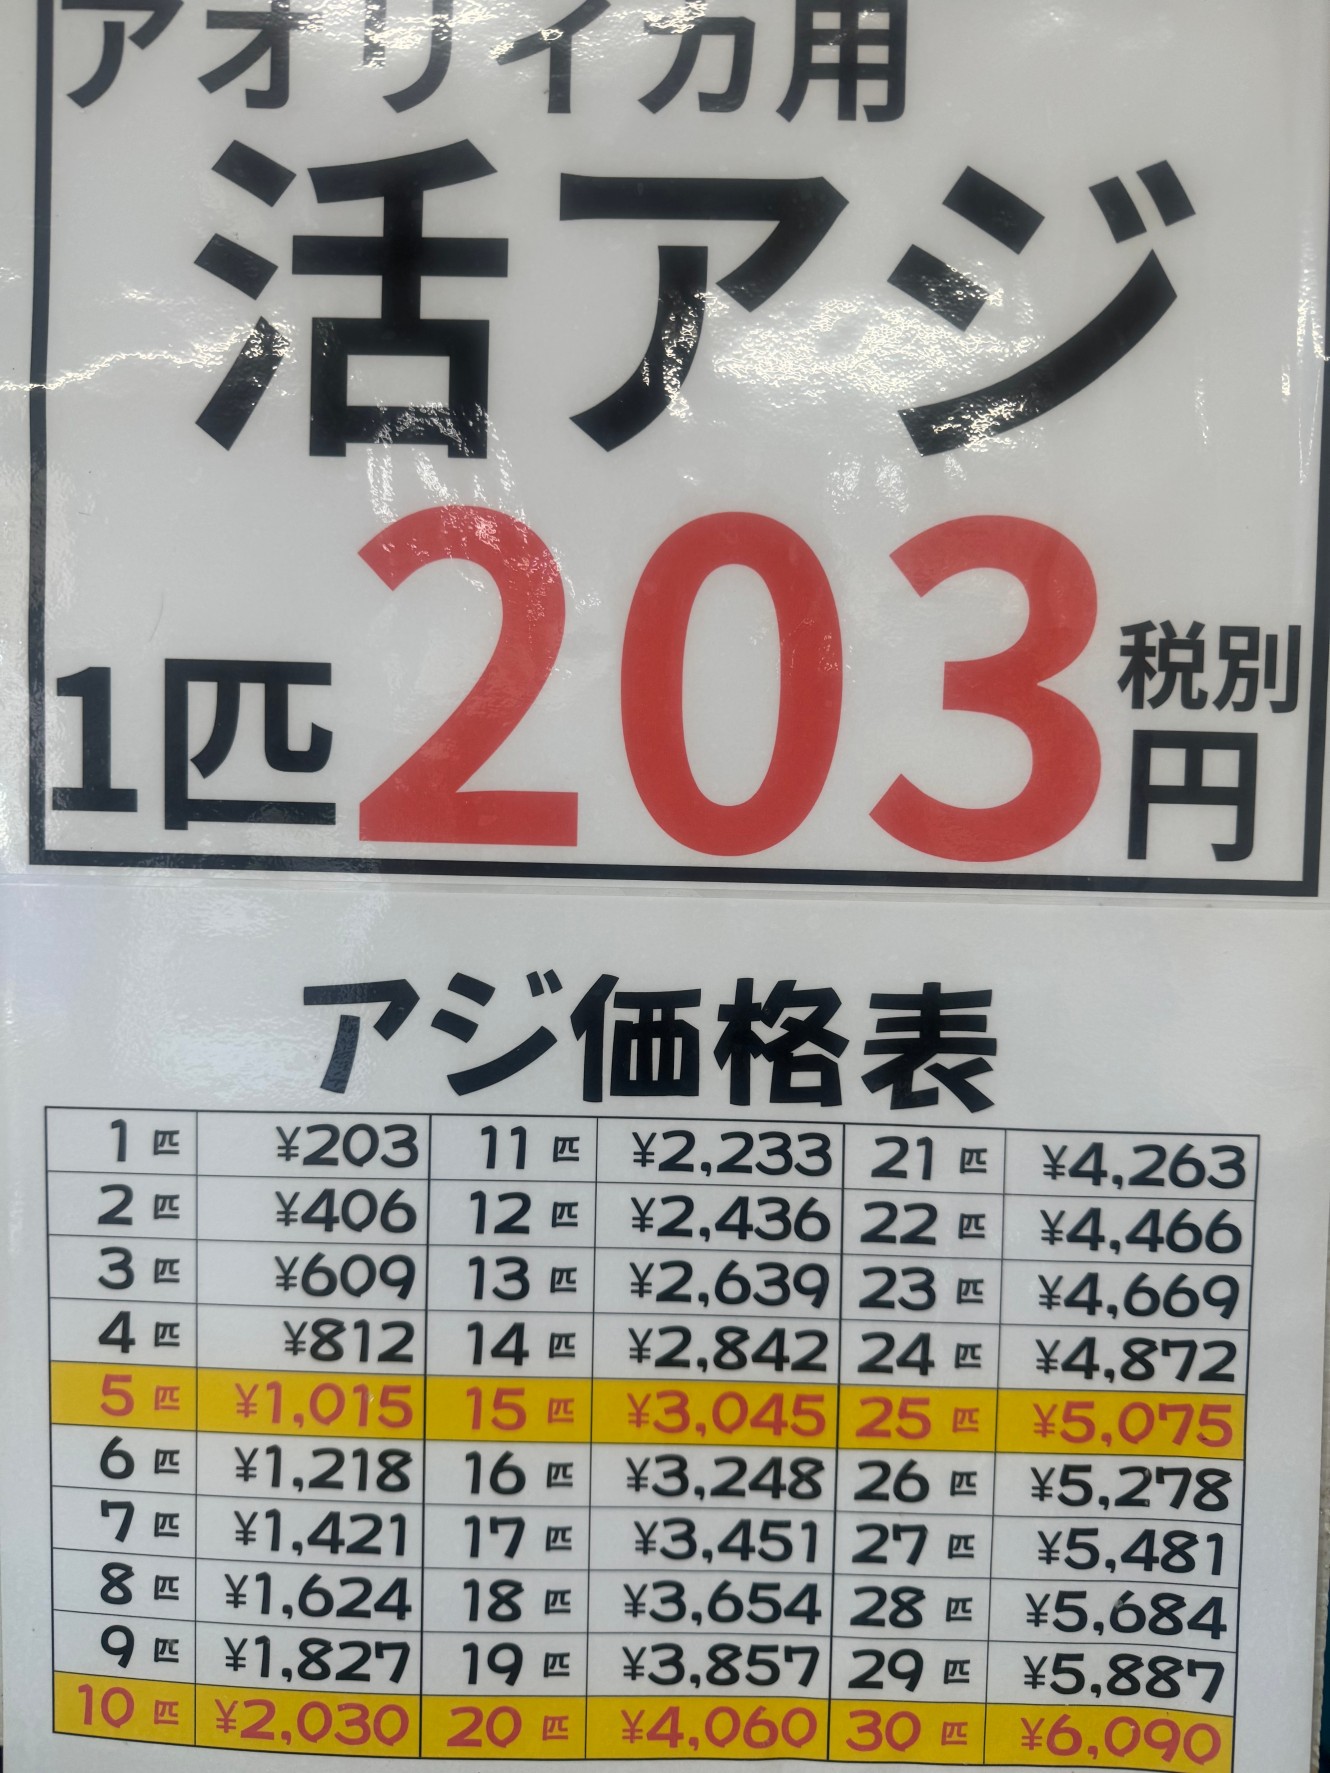 アオリイカ用
活アジ
1匹203円税別
アジ価格表
1匹 ¥203 11匹 ¥2,233 21匹 ¥4,263
2匹 ¥406 12匹 ¥2,436 22匹 ¥4,466
3匹 ¥609 13匹 ¥2,639 23匹 ¥4,669
4匹 ¥812 14匹 ¥2,842 24匹 ¥4,872
5匹 ¥1,015 15匹 ¥3,045 25匹 ¥5,075
6匹 ¥1,218 16匹 ¥3,248 26匹 ¥5,278
7匹 ¥1,421 17匹 ¥3,451 27匹 ¥5,481
8匹 ¥1,624 18匹 ¥3,654 28匹 ¥5,684
9匹 ¥1,827 19匹 ¥3,857 29匹 ¥5,887
10匹 ¥2,030 20匹 ¥4,060 30匹 ¥6,090